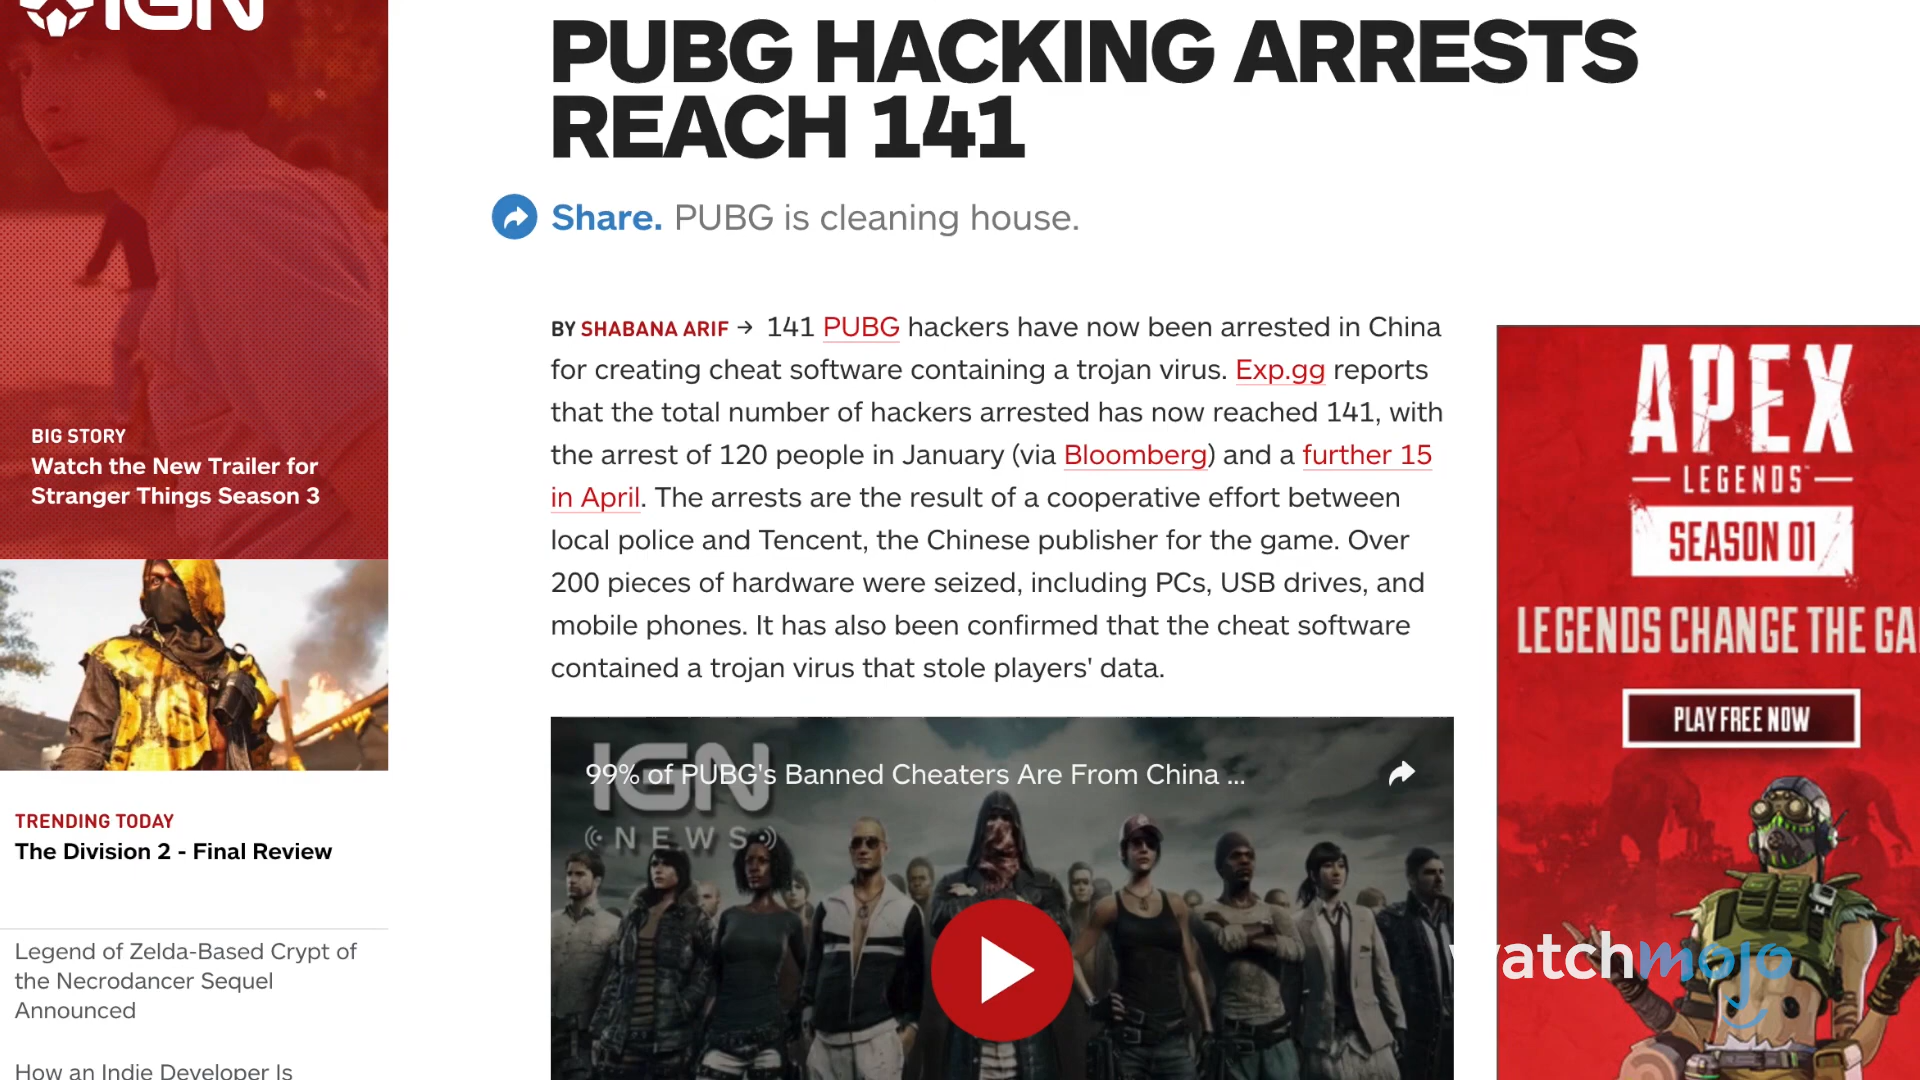 IGN
PUBG HACKING ARRESTS
REACH 141
Share. PUBG is cleaning house.
BY SHABANA ARIF → 141 PUBG hackers have now been arrested in China
for creating cheat software containing a trojan virus. Exp.gg reports
that the total number of hackers arrested has now reached 141, with
the arrest of 120 people in January (via Bloomberg) and a further 15
in April. The arrests are the result of a cooperative effort between
local police and Tencent, the Chinese publisher for the game. Over
200 pieces of hardware were seized, including PCs, USB drives, and
mobile phones. It has also been confirmed that the cheat software
contained a trojan virus that stole players' data.
BIG STORY
Watch the New Trailer for
Stranger Things Season 3
TRENDING TODAY
The Division 2 - Final Review
Legend of Zelda-Based Crypt of
the Necrodancer Sequel
Announced
How an Indie Developer Is
99% of PUBG's Banned Cheaters Are From China ...
IGN
NEWS
APEX
LEGENDS
SEASON 01
LEGENDS CHANGE THE GA
PLAY FREE NOW
watchmojo